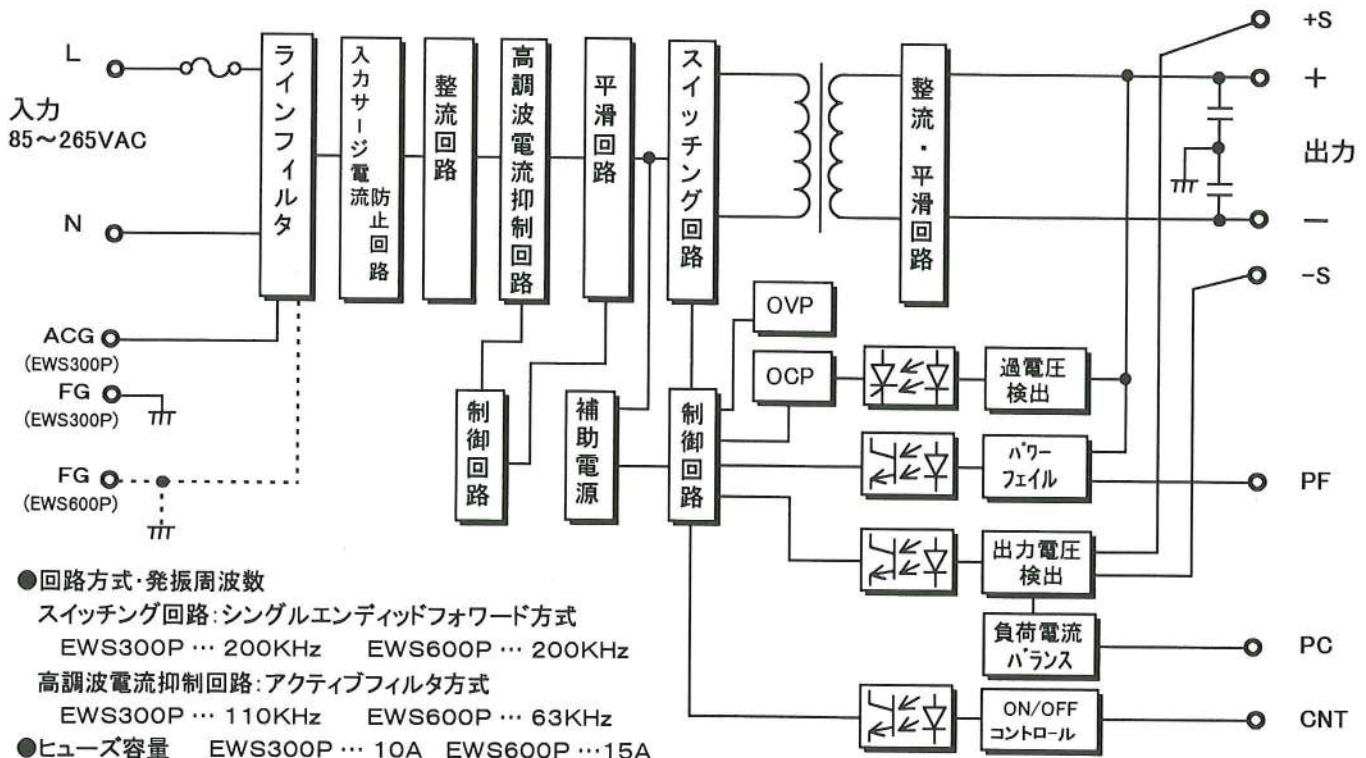 L
入力
85～265VAC
N
ACG
(EWS300P)
FG
(EWS300P)
FG
(EWS600P)
ラインフィルタ
入力サージ電流
防止回路
整流回路
高調波電流抑制回路
平滑回路
スイッチング回路
整流・平滑回路
+S
+
出力
−
-S
OVP
OCP
過電圧
検出
制御回路
補助電源
制御回路
パワー
フェイル
PF
出力電圧
検出
負荷電流
バランス
PC
ON/OFF
コントロール
CNT
●回路方式・発振周波数
スイッチング回路：シングルエンディッドフォワード方式
EWS300P … 200KHz EWS600P … 200KHz
高調波電流抑制回路：アクティブフィルタ方式
EWS300P … 110KHz EWS600P … 63KHz
●ヒューズ容量 EWS300P … 10A EWS600P …15A